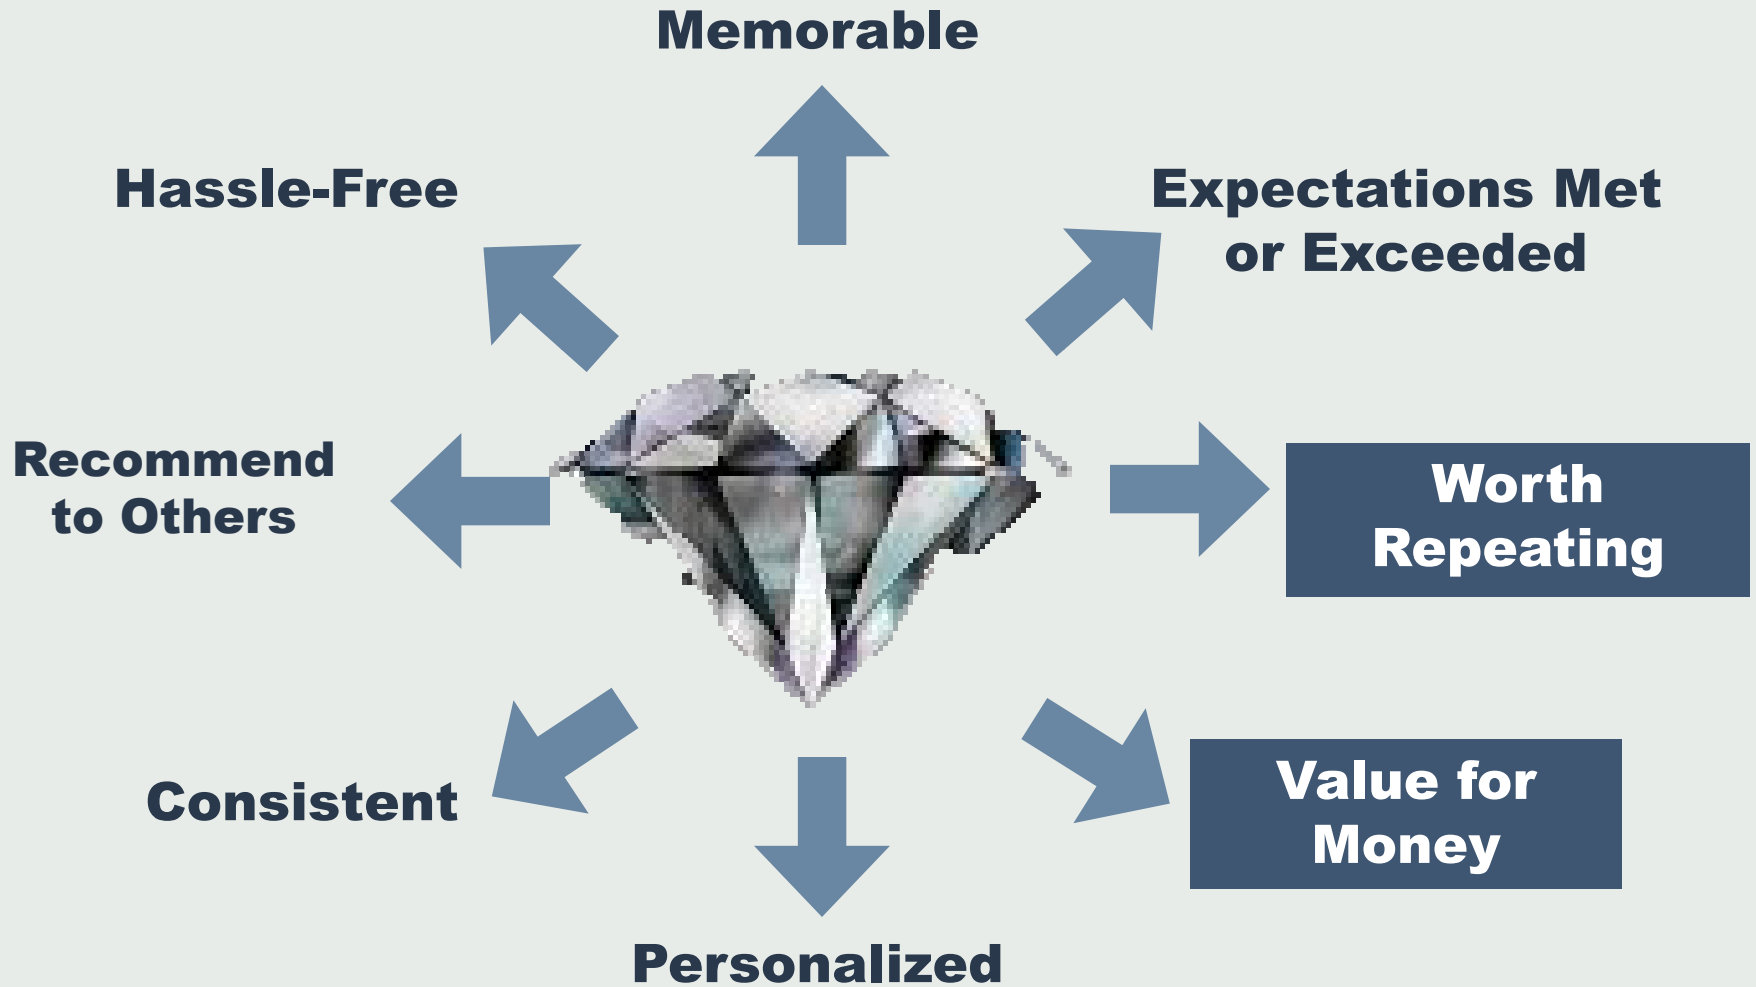 Memorable
Hassle-Free
Expectations Met
or Exceeded
Recommend
to Others
Worth
Repeating
Consistent
Value for
Money
Personalized